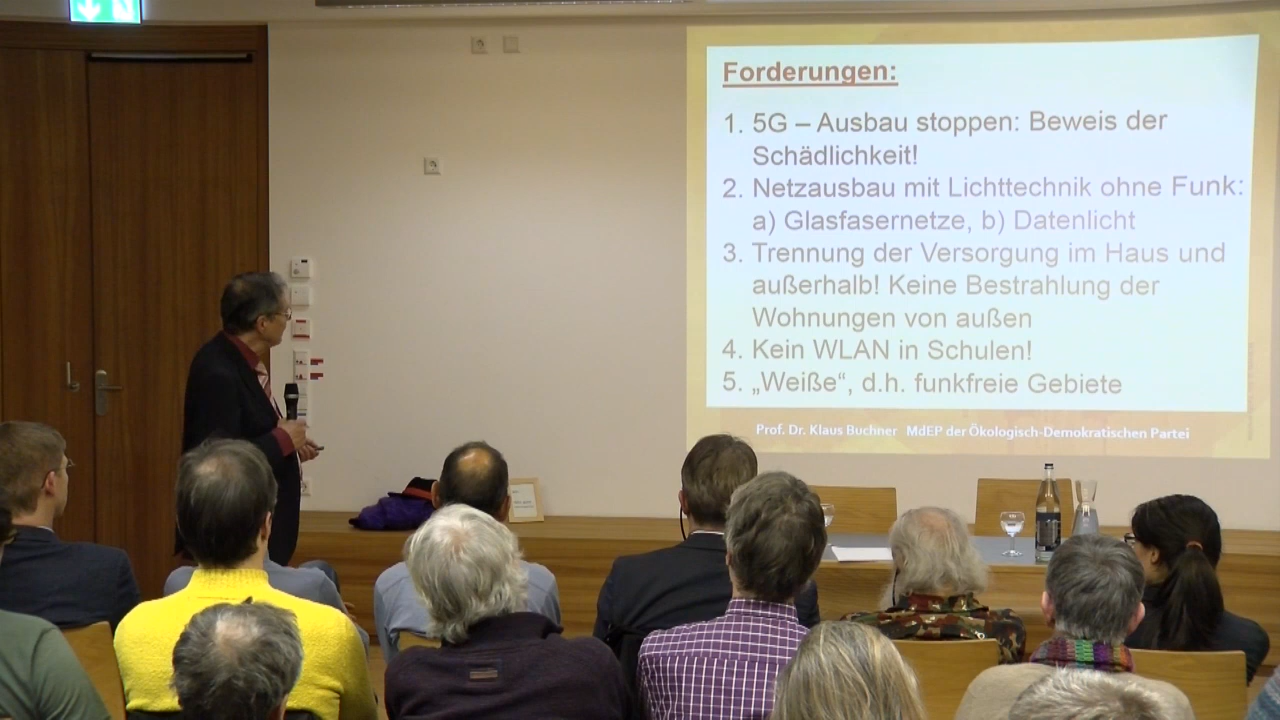 Forderungen:
1. 5G – Ausbau stoppen: Beweis der
Schädlichkeit!
2. Netzausbau mit Lichttechnik ohne Funk:
a) Glasfasernetze, b) Datenlicht
3. Trennung der Versorgung im Haus und
außerhalb! Keine Bestrahlung der
Wohnungen von außen
4. Kein WLAN in Schulen!
5. „Weiße“, d.h. funkfreie Gebiete
Prof. Dr. Klaus Buchner MdEP der Ökologisch-Demokratischen Partei